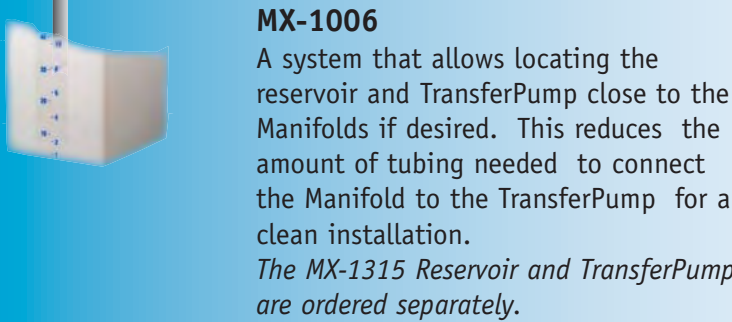 MX-1006
A system that allows locating the
reservoir and TransferPump close to the
Manifolds if desired. This reduces the
amount of tubing needed to connect
the Manifold to the TransferPump for a
clean installation.
The MX-1315 Reservoir and TransferPump
are ordered separately.